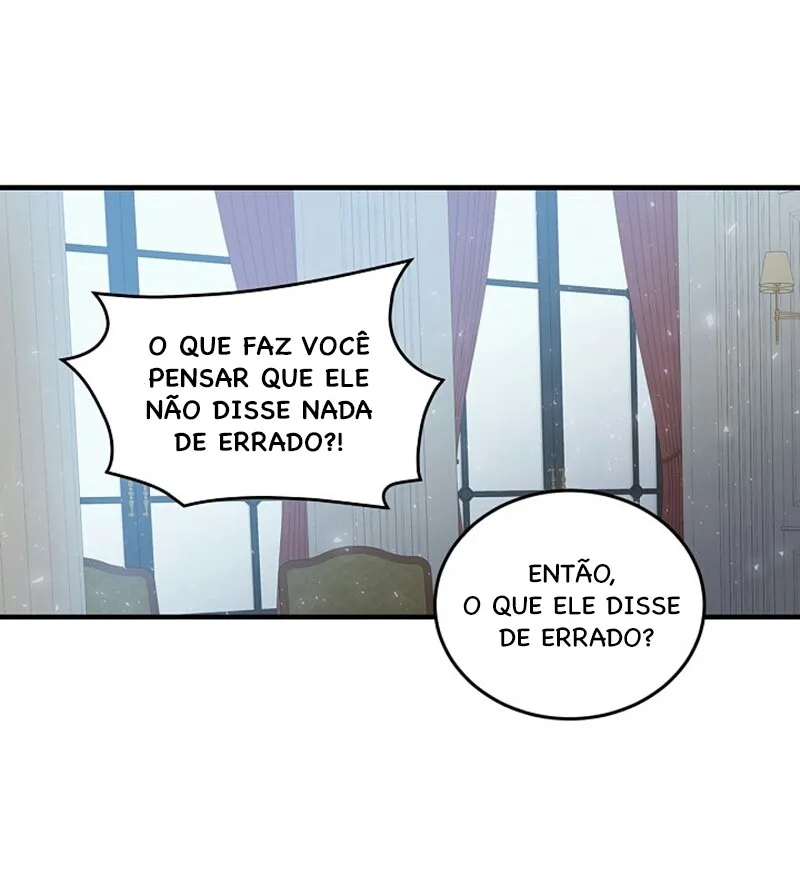 O QUE FAZ VOCÊ
PENSAR QUE ELE
NÃO DISSE NADA
DE ERRADO?!
ENTÃO,
O QUE ELE DISSE
DE ERRADO?